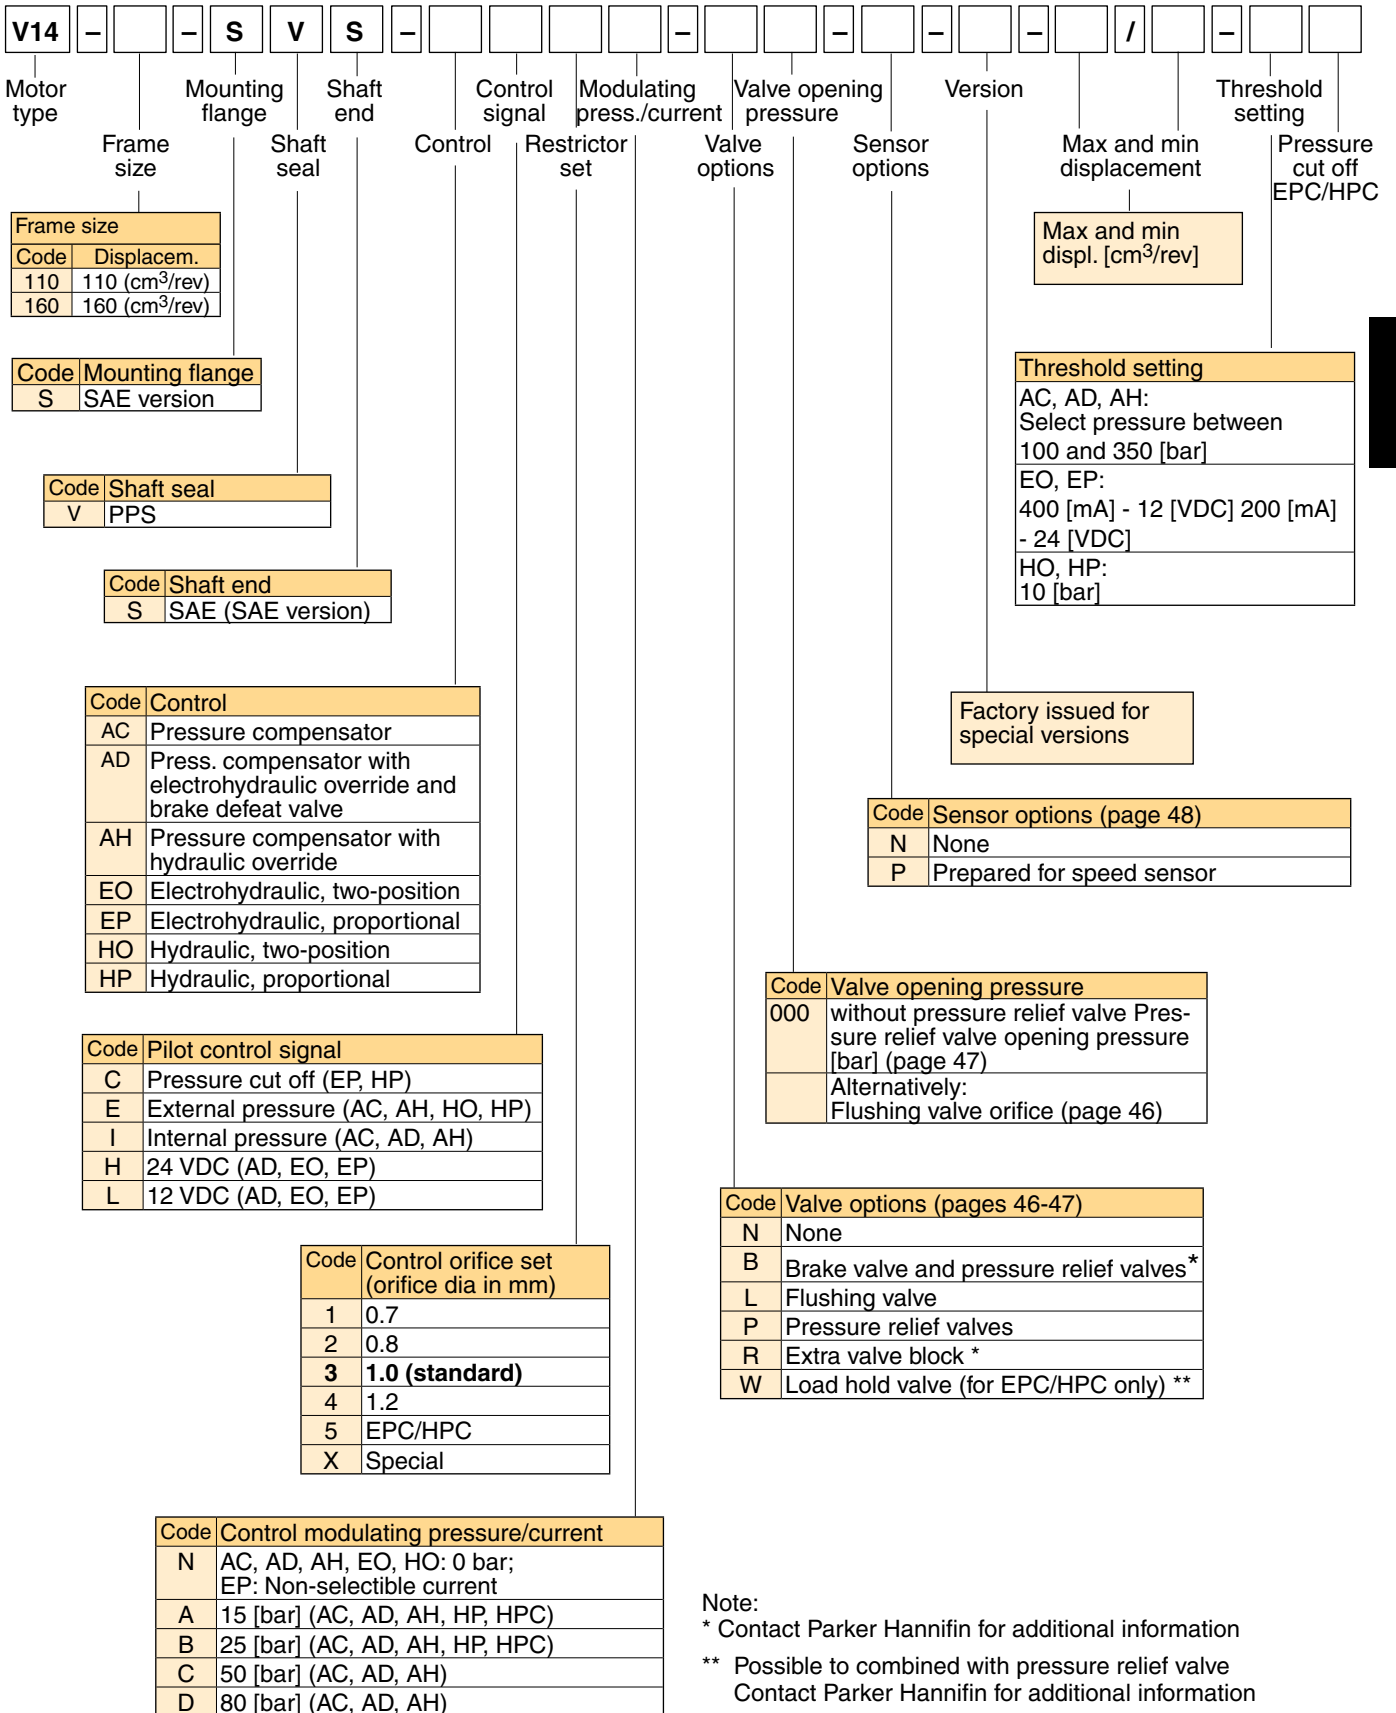 V14 – – S V S – – – – – / –
Motor type
Frame size
Mounting flange
Shaft seal
Shaft end
Control
Control signal
Restrictor set
Modulating press./current
Valve options
Valve opening pressure
Sensor options
Version
Max and min displacement
Threshold setting
Pressure cut off EPC/HPC
Frame size
Code Displacem.
110 110 (cm³/rev)
160 160 (cm³/rev)
Max and min
displ. [cm³/rev]
Code Mounting flange
S SAE version
Threshold setting
AC, AD, AH:
Select pressure between
100 and 350 [bar]
EO, EP:
400 [mA] - 12 [VDC] 200 [mA]
- 24 [VDC]
HO, HP:
10 [bar]
Code Shaft seal
V PPS
Code Shaft end
S SAE (SAE version)
Code Control
AC Pressure compensator
AD Press. compensator with
electrohydraulic override and
brake defeat valve
AH Pressure compensator with
hydraulic override
EO Electrohydraulic, two-position
EP Electrohydraulic, proportional
HO Hydraulic, two-position
HP Hydraulic, proportional
Factory issued for
special versions
Code Sensor options (page 48)
N None
P Prepared for speed sensor
Code Valve opening pressure
000 without pressure relief valve Pres-
sure relief valve opening pressure
[bar] (page 47)
Alternatively:
Flushing valve orifice (page 46)
Code Pilot control signal
C Pressure cut off (EP, HP)
E External pressure (AC, AH, HO, HP)
I Internal pressure (AC, AD, AH)
H 24 VDC (AD, EO, EP)
L 12 VDC (AD, EO, EP)
Code Valve options (pages 46-47)
N None
B Brake valve and pressure relief valves*
L Flushing valve
P Pressure relief valves
R Extra valve block *
W Load hold valve (for EPC/HPC only) **
Code Control orifice set
(orifice dia in mm)
1 0.7
2 0.8
3 1.0 (standard)
4 1.2
5 EPC/HPC
X Special
Code Control modulating pressure/current
N AC, AD, AH, EO, HO: 0 bar;
EP: Non-selectible current
A 15 [bar] (AC, AD, AH, HP, HPC)
B 25 [bar] (AC, AD, AH, HP, HPC)
C 50 [bar] (AC, AD, AH)
D 80 [bar] (AC, AD, AH)
Note:
* Contact Parker Hannifin for additional information
** Possible to combined with pressure relief valve
Contact Parker Hannifin for additional information